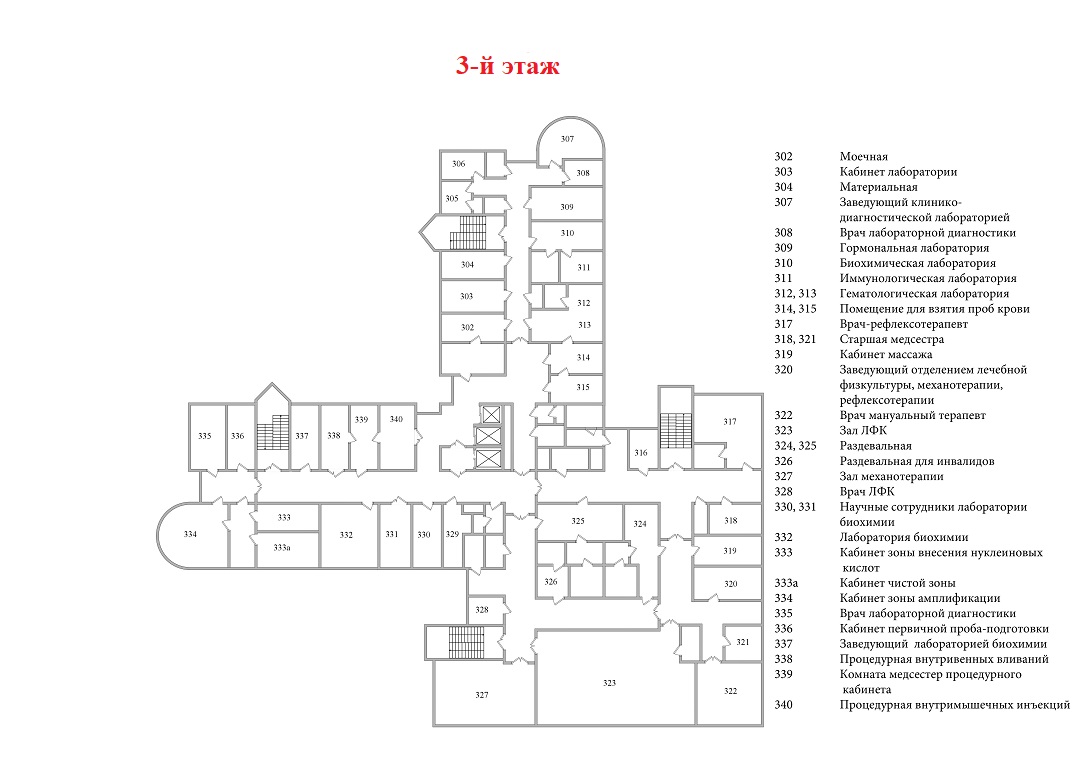 3-й этаж
307
306
308
305
309
310
304
311
303
312
302
313
314
315
335
336
337
338
339
340
317
316
334
333
333а
332
331
330
329
325
324
318
319
326
320
328
321
327
323
322
302 Моечная
303 Кабинет лаборатории
304 Материальная
307 Заведующий клинико-
диагностической лабораторией
308 Врач лабораторной диагностики
309 Гормональная лаборатория
310 Биохимическая лаборатория
311 Иммунологическая лаборатория
312, 313 Гематологическая лаборатория
314, 315 Помещение для взятия проб крови
317 Врач-рефлексотерапевт
318, 321 Старшая медсестра
319 Кабинет массажа
320 Заведующий отделением лечебной
физкультуры, механотерапии,
рефлексотерапии
322 Врач мануальный терапевт
323 Зал ЛФК
324, 325 Раздевальная
326 Раздевальная для инвалидов
327 Зал механотерапии
328 Врач ЛФК
330, 331 Научные сотрудники лаборатории
биохимии
332 Лаборатория биохимии
333 Кабинет зоны внесения нуклеиновых
кислот
333а Кабинет чистой зоны
334 Кабинет зоны амплификации
335 Врач лабораторной диагностики
336 Кабинет первичной проба-подготовки
337 Заведующий лабораторией биохимии
338 Процедурная внутривенных вливаний
339 Комната медсестер процедурного
кабинета
340 Процедурная внутримышечных инъекций